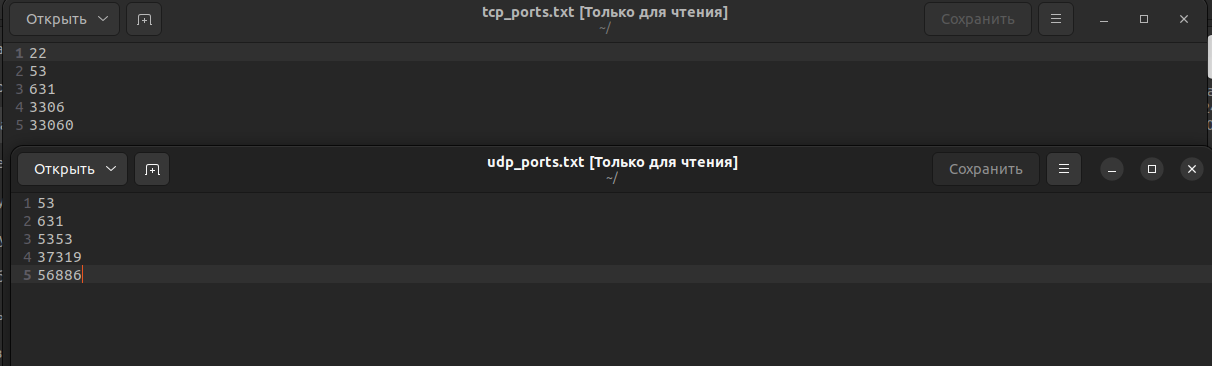 Открыть
tcp_ports.txt [Только для чтения]
~/
Сохранить
1 22
2 53
3 631
4 3306
5 33060
Открыть
udp_ports.txt [Только для чтения]
~/
Сохранить
1 53
2 631
3 5353
4 37319
5 56886